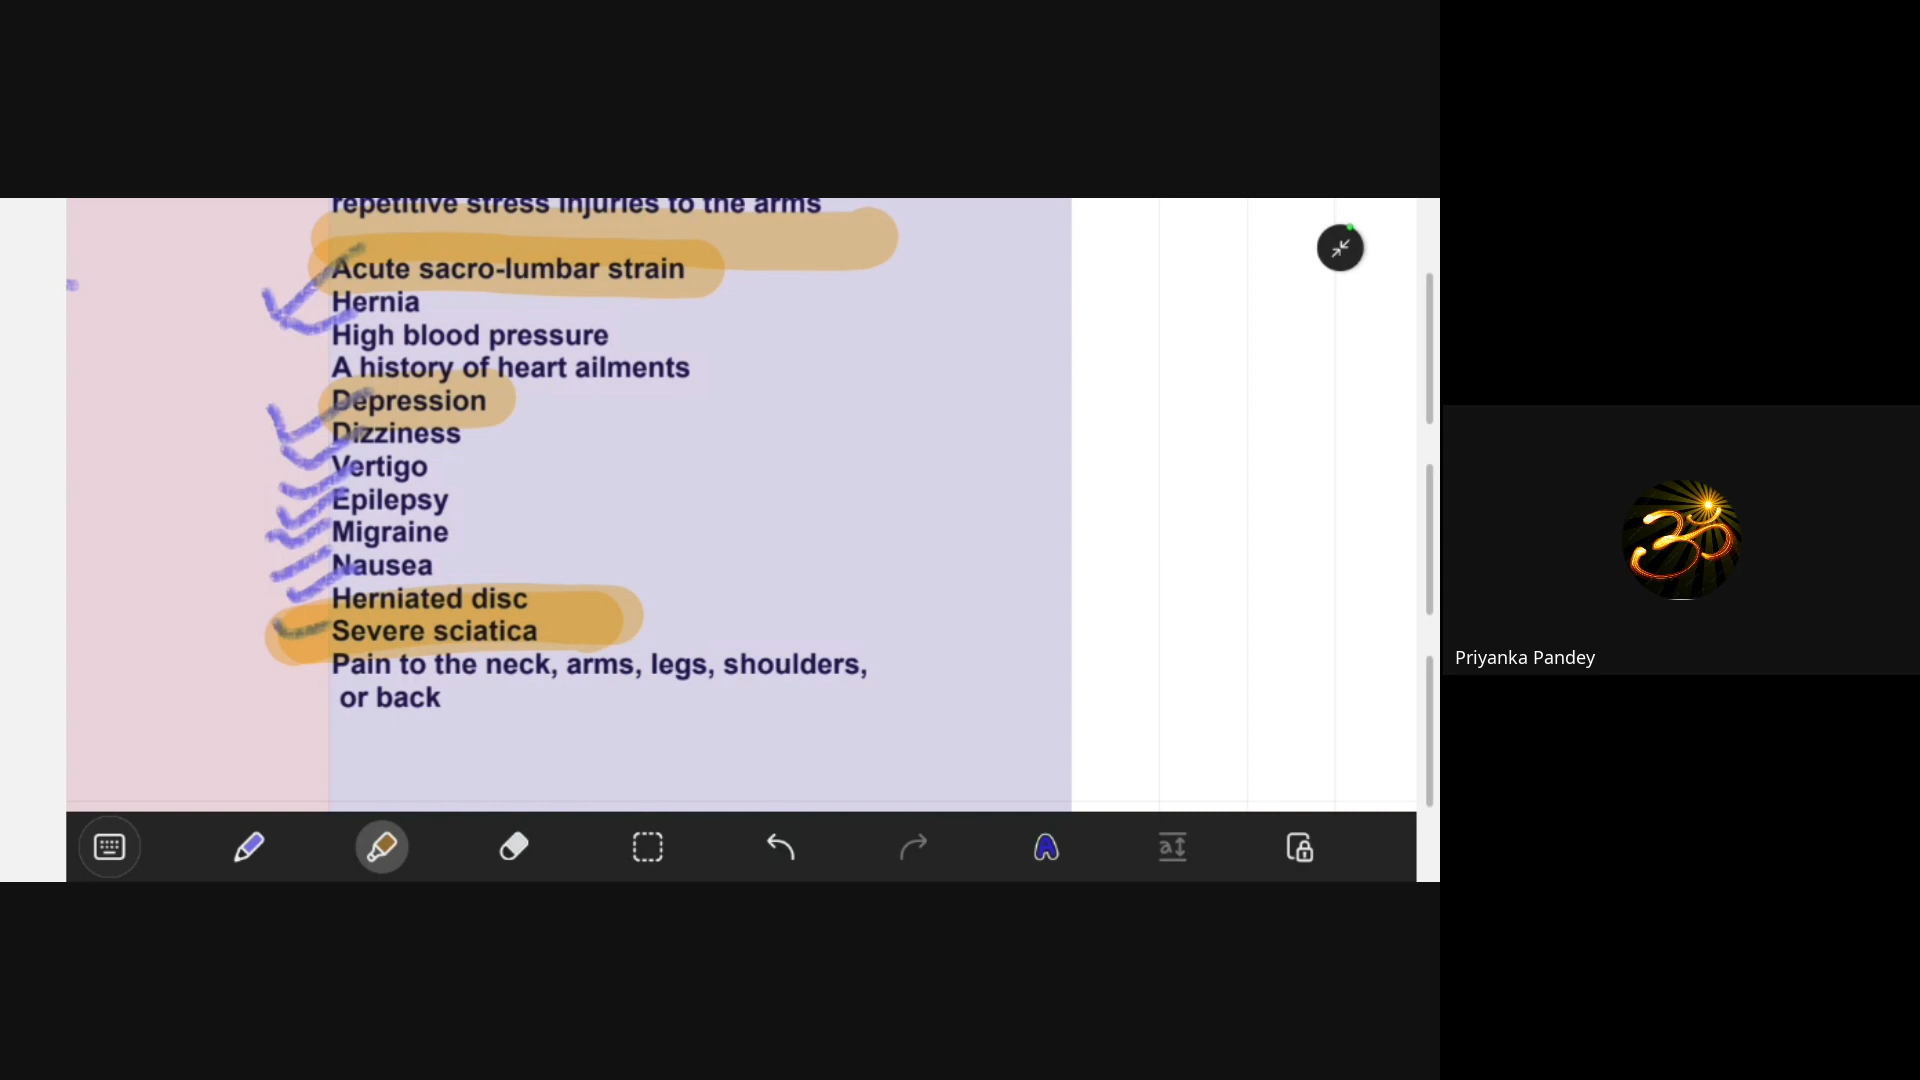 repetitive stress injuries to the arms
Acute sacro-lumbar strain
Hernia
High blood pressure
A history of heart ailments
Depression
Dizziness
Vertigo
Epilepsy
Migraine
Nausea
Herniated disc
Severe sciatica
Pain to the neck, arms, legs, shoulders,
or back
A
a
ॐ
Priyanka Pandey